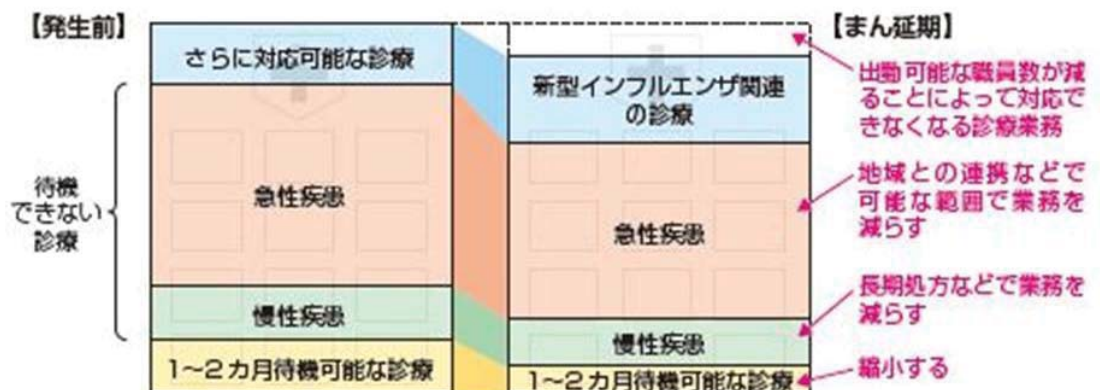 【発生前】
さらに対応可能な診療
急性疾患
慢性疾患
1～2カ月待機可能な診療
待機
できない
診療
【まん延期】
新型インフルエンザ関連
の診療
急性疾患
慢性疾患
1～2カ月待機可能な診療
出勤可能な職員数が減
ることによって対応で
きなくなる診療業務
地域との連携などで
可能な範囲で業務を
減らす
長期処方などで業務を
減らす
縮小する